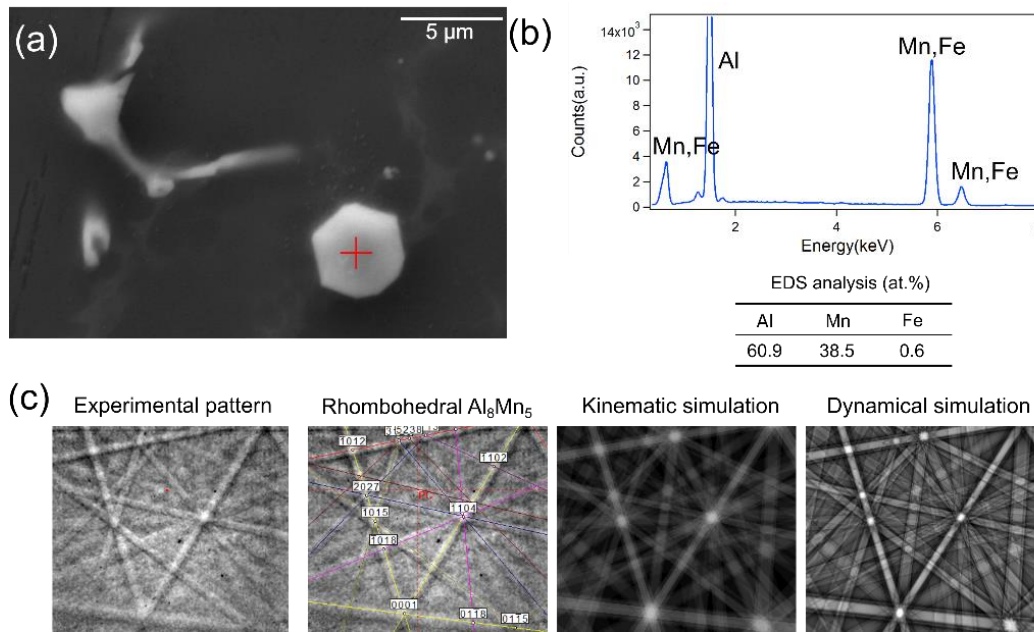 (a)
5 µm
(b)
14x10³
12
10
8
6
4
2
0
Counts(a.u.)
Mn,Fe
Al
Mn,Fe
Mn,Fe
2
4
6
Energy(keV)
EDS analysis (at.%)
Al Mn Fe
60.9 38.5 0.6
(c)
Experimental pattern
Rhombohedral Al₈Mn₅
Kinematic simulation
Dynamical simulation
1012
5238
1102
2027
1015
1104
1018
0001
0118